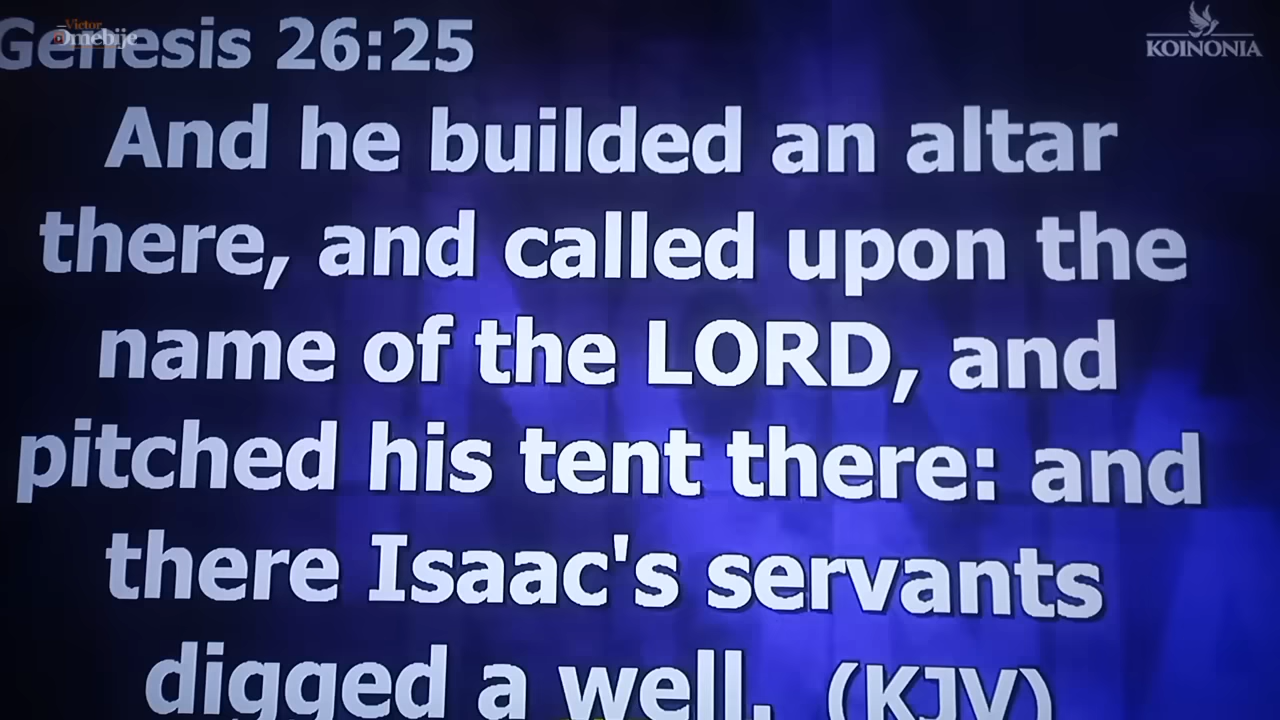 Genesis 26:25
Victor
Omebije
KOINONIA
And he builded an altar
there, and called upon the
name of the LORD, and
pitched his tent there: and
there Isaac's servants
digged a well. (KJV)